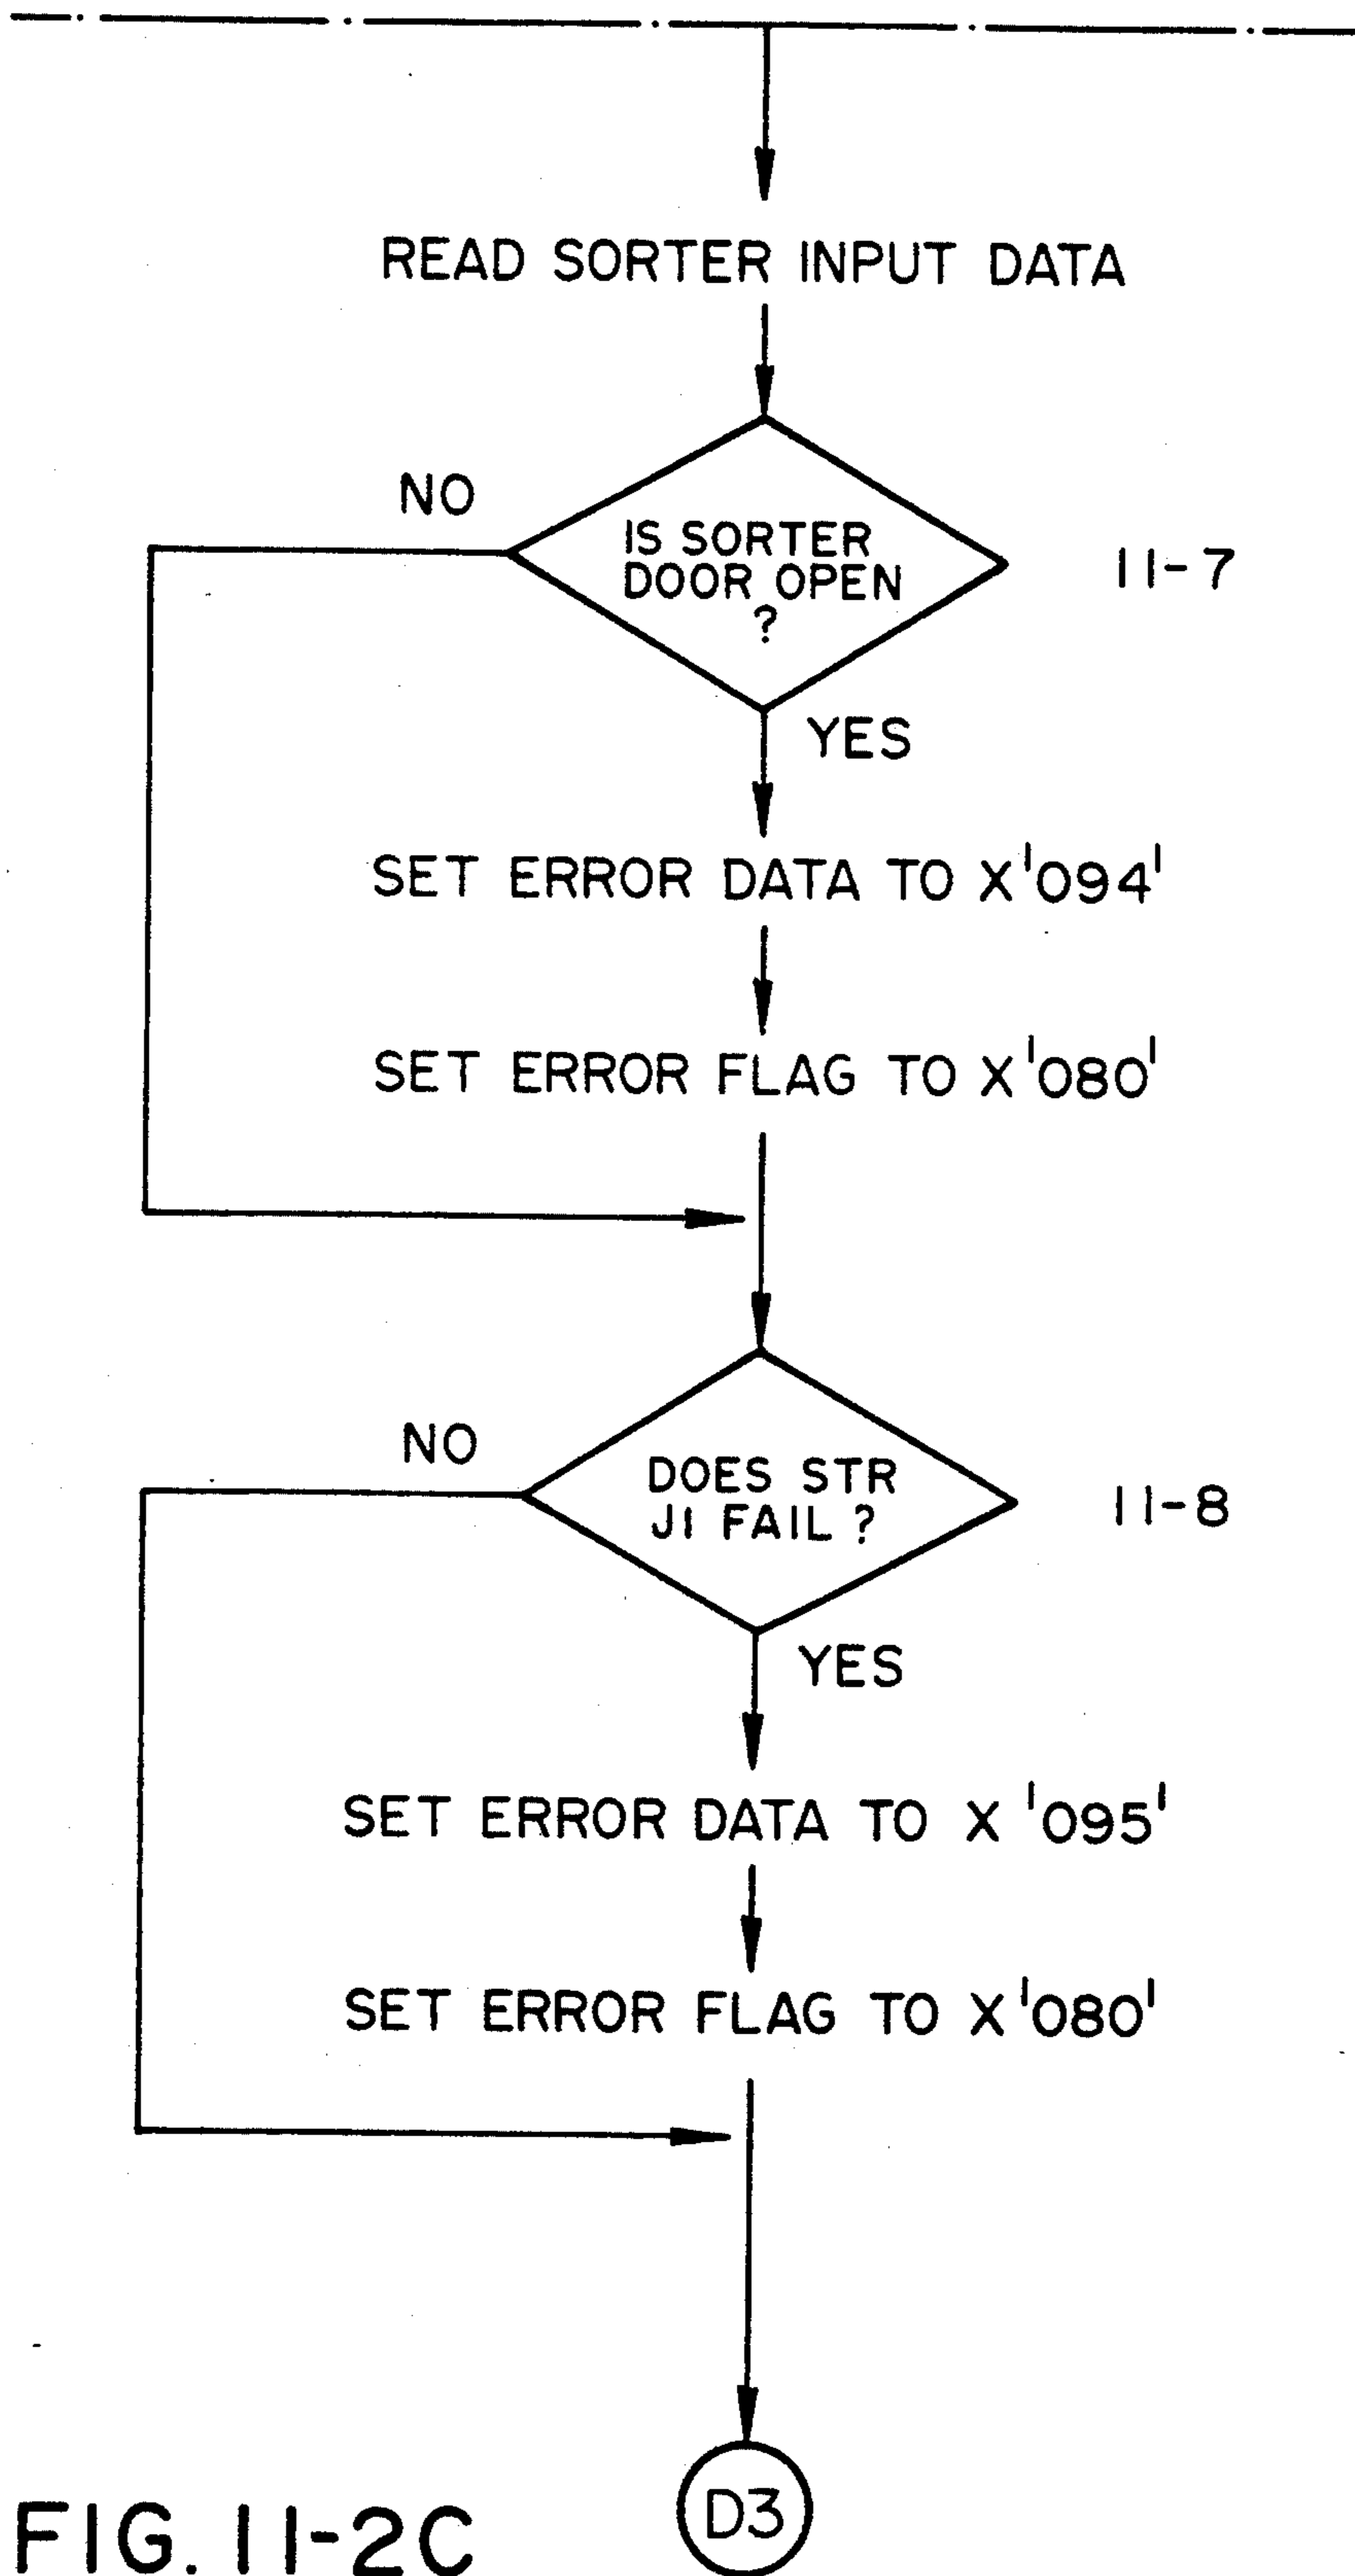 READ SORTER INPUT DATA
NO
IS SORTER
DOOR OPEN
?
11-7
YES
SET ERROR DATA TO X'094'
SET ERROR FLAG TO X'080'
NO
DOES STR
J1 FAIL ?
11-8
YES
SET ERROR DATA TO X '095'
SET ERROR FLAG TO X'080'
D3
FIG. 11-2C